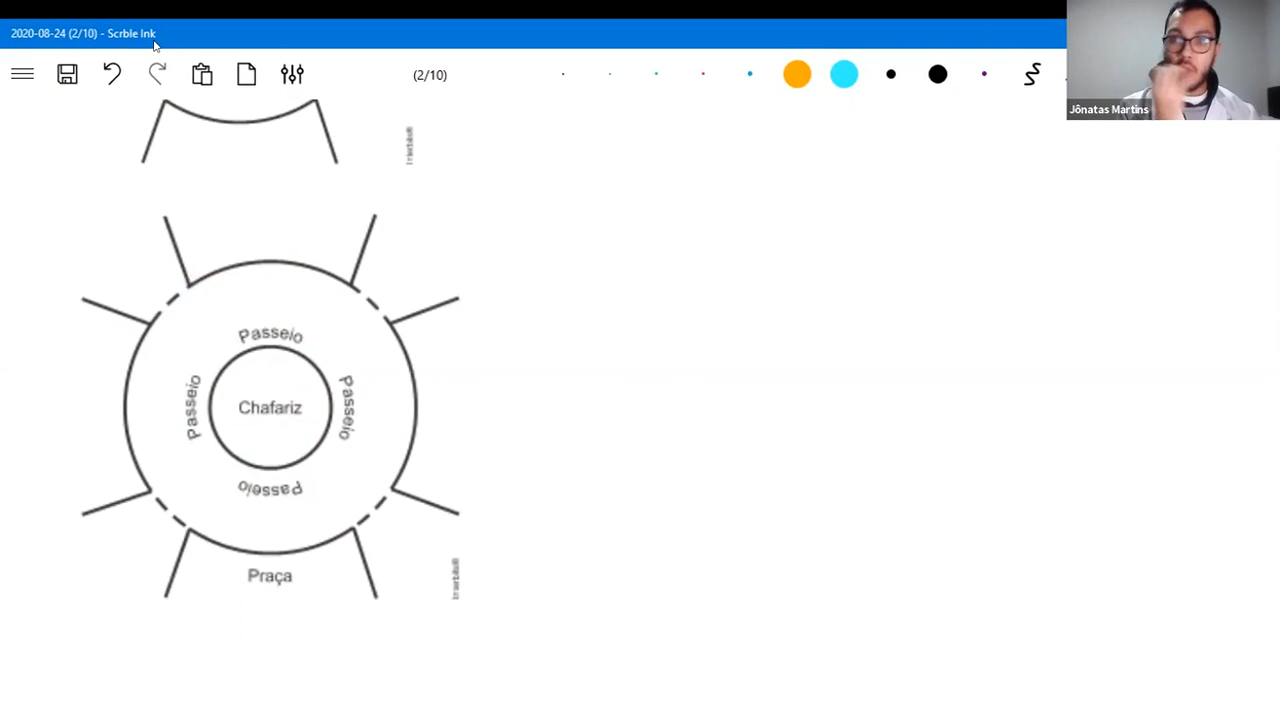 2020-08-24 (2/10) - Scrble Ink
(2/10)
Jônatas Martins
Passeio
Passeio
Chafariz
Passeio
Passeio
Praça